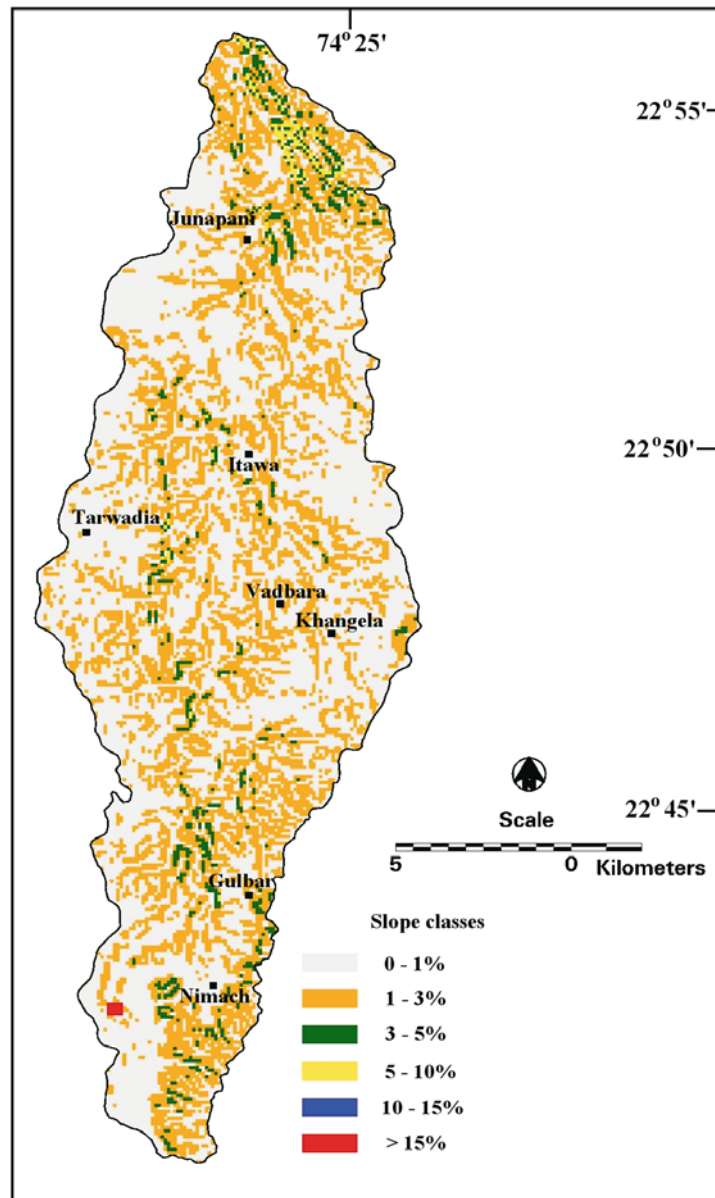 74° 25'
22° 55'
Junapani
22° 50'
Itawa
Tarwadia
Vadbara
Khangela
22° 45'
Scale
5 0 Kilometers
Gulbar
Slope classes
0 - 1%
Nimach
1 - 3%
3 - 5%
5 - 10%
10 - 15%
> 15%